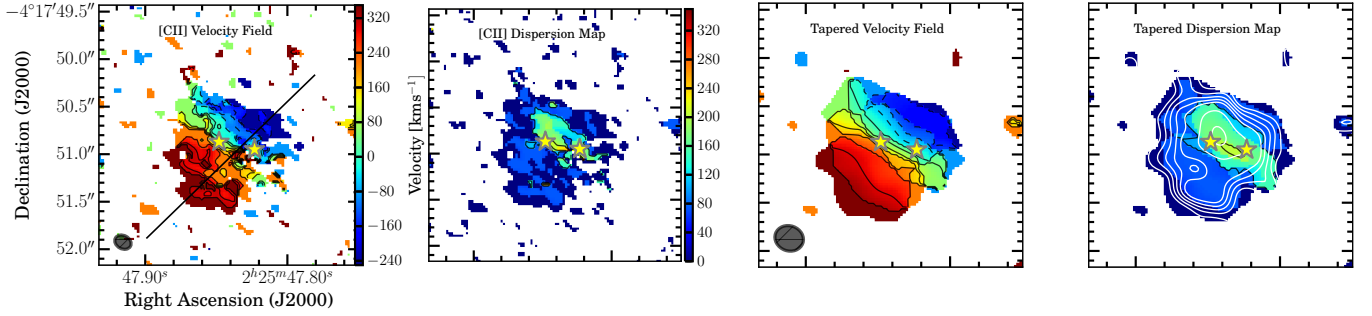 −4°17′49.5″
50.0″
50.5″
51.0″
51.5″
52.0″
Declination (J2000)
[CII] Velocity Field
47.90ˢ
2ʰ25ᵐ47.80ˢ
Right Ascension (J2000)
320
240
160
80
0
−80
−160
−240
Velocity [kms⁻¹]
[CII] Dispersion Map
320
280
240
200
160
120
80
40
0
Tapered Velocity Field
Tapered Dispersion Map